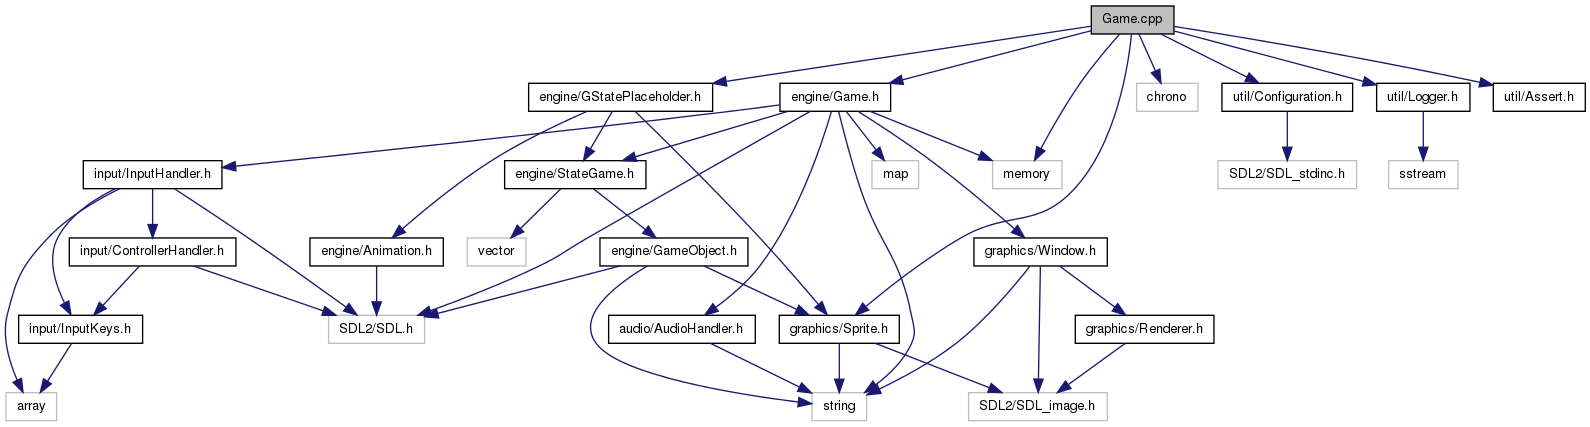 Game.cpp
engine/GStatePlaceholder.h
engine/Game.h
chrono
util/Configuration.h
util/Logger.h
util/Assert.h
input/InputHandler.h
engine/StateGame.h
map
memory
SDL2/SDL_stdinc.h
sstream
input/ControllerHandler.h
engine/Animation.h
vector
engine/GameObject.h
graphics/Window.h
input/InputKeys.h
SDL2/SDL.h
audio/AudioHandler.h
graphics/Sprite.h
graphics/Renderer.h
array
string
SDL2/SDL_image.h